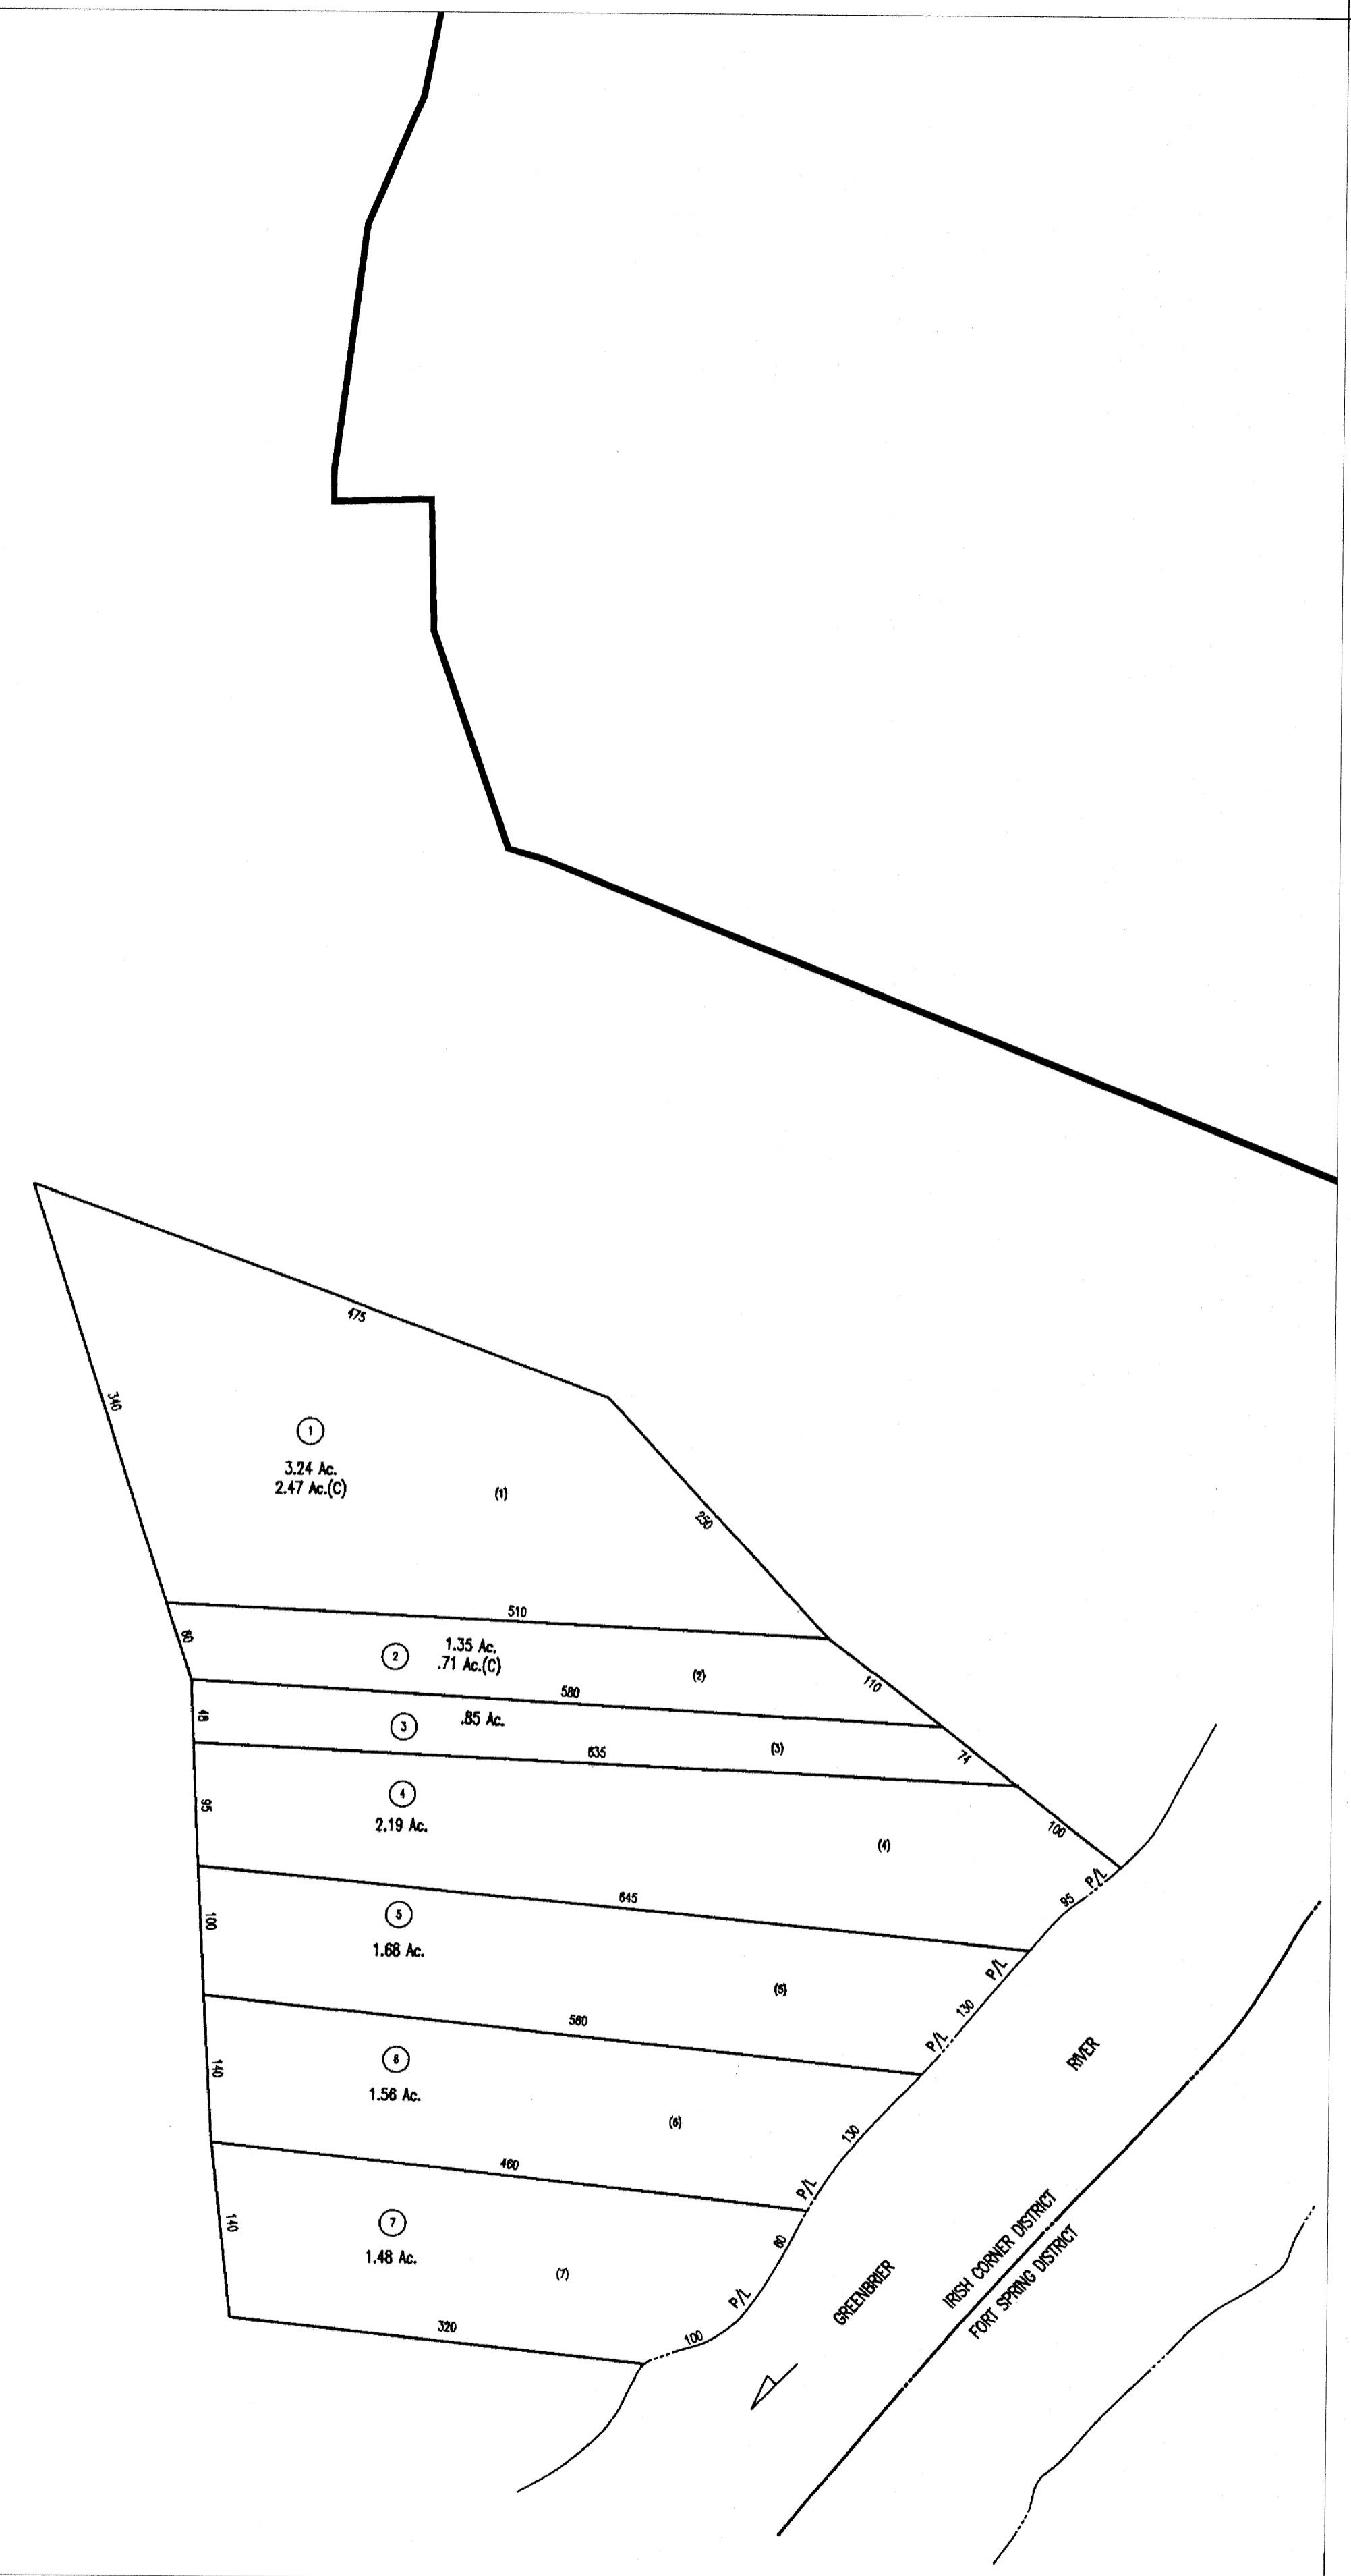 475
340
1
3.24 Ac.
2.47 Ac.(C)
(1)
250
510
60
2
1.35 Ac.
.71 Ac.(C)
(2)
110
580
48
3
.85 Ac.
(3)
74
635
4
2.19 Ac.
95
(4)
100
P/L
95
645
5
1.68 Ac.
100
(5)
P/L
130
P/L
560
6
1.56 Ac.
140
(6)
130
P/L
460
7
1.48 Ac.
140
(7)
60
P/L
100
320
RIVER
GREENBRIER
IRISH CORNER DISTRICT
FORT SPRING DISTRICT